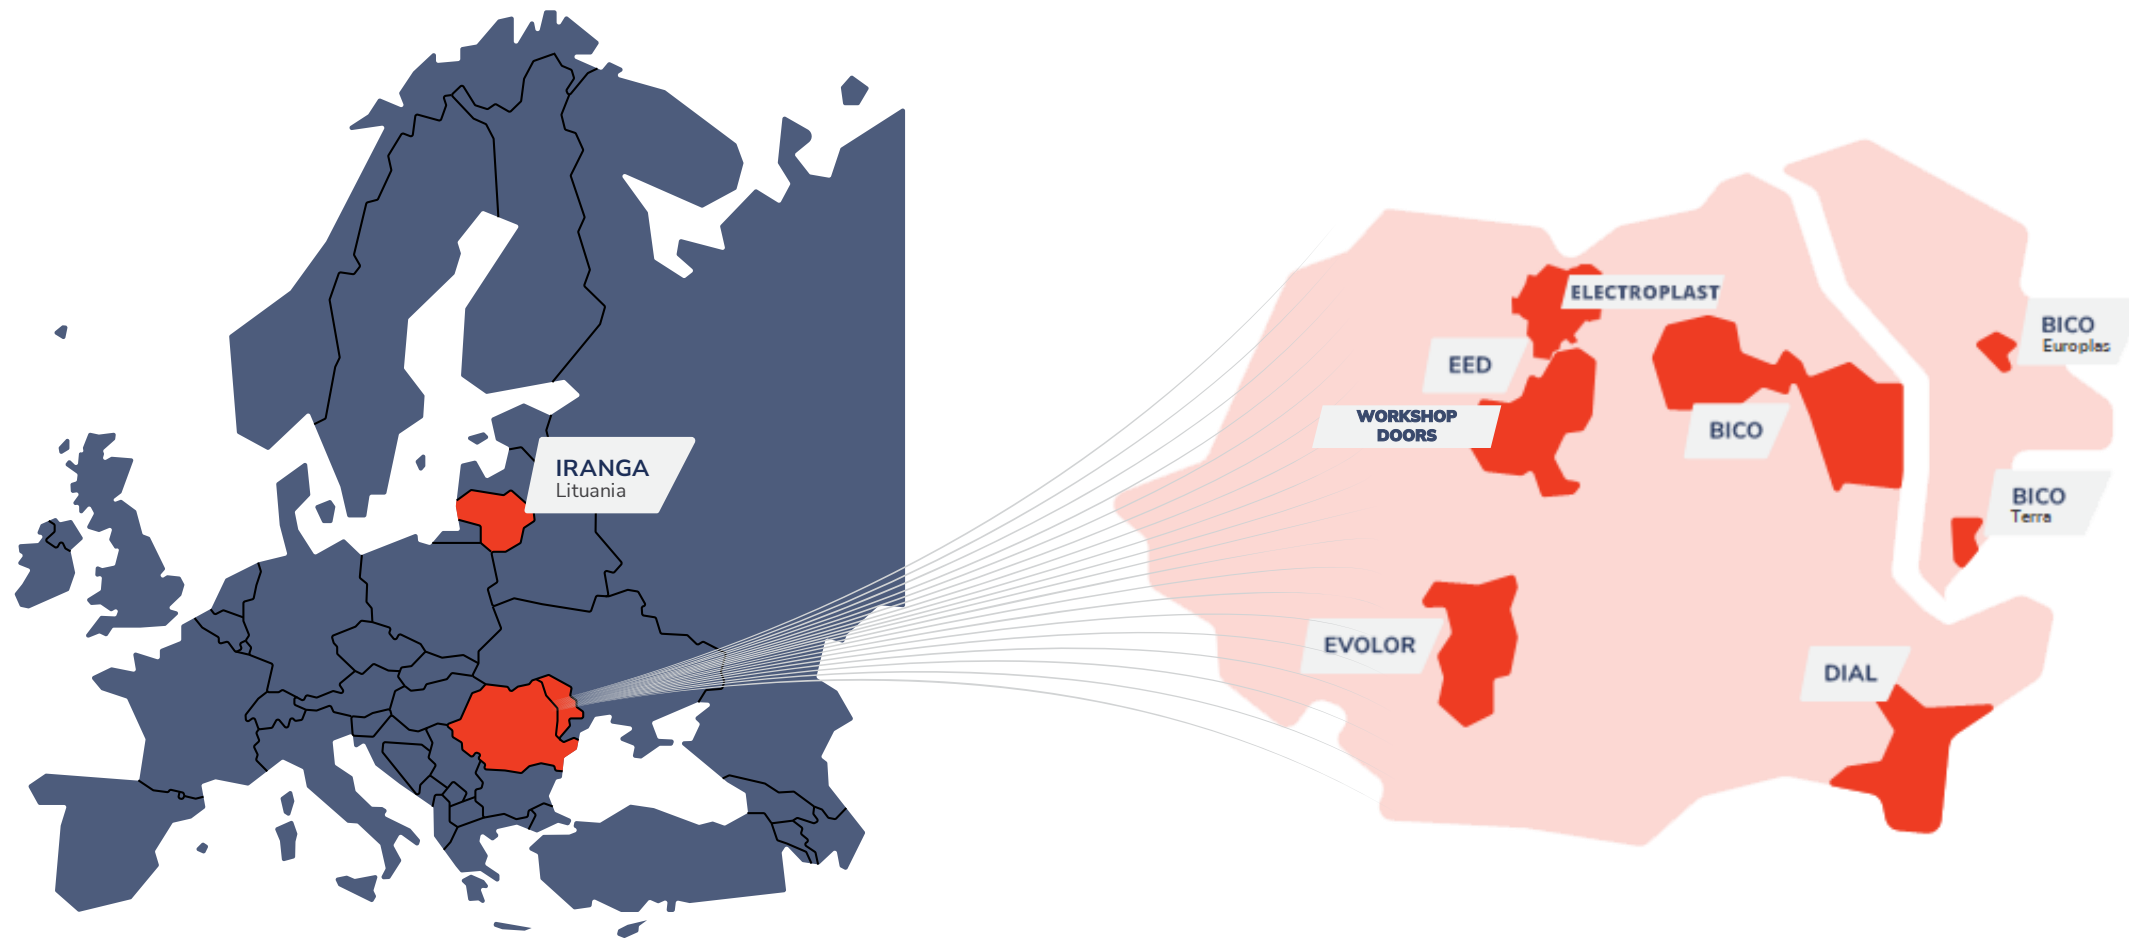 IRANGA
Lituania
ELECTROPLAST
EED
WORKSHOP
DOORS
BICO
BICO
Europlas
BICO
Terra
EVOLOR
DIAL